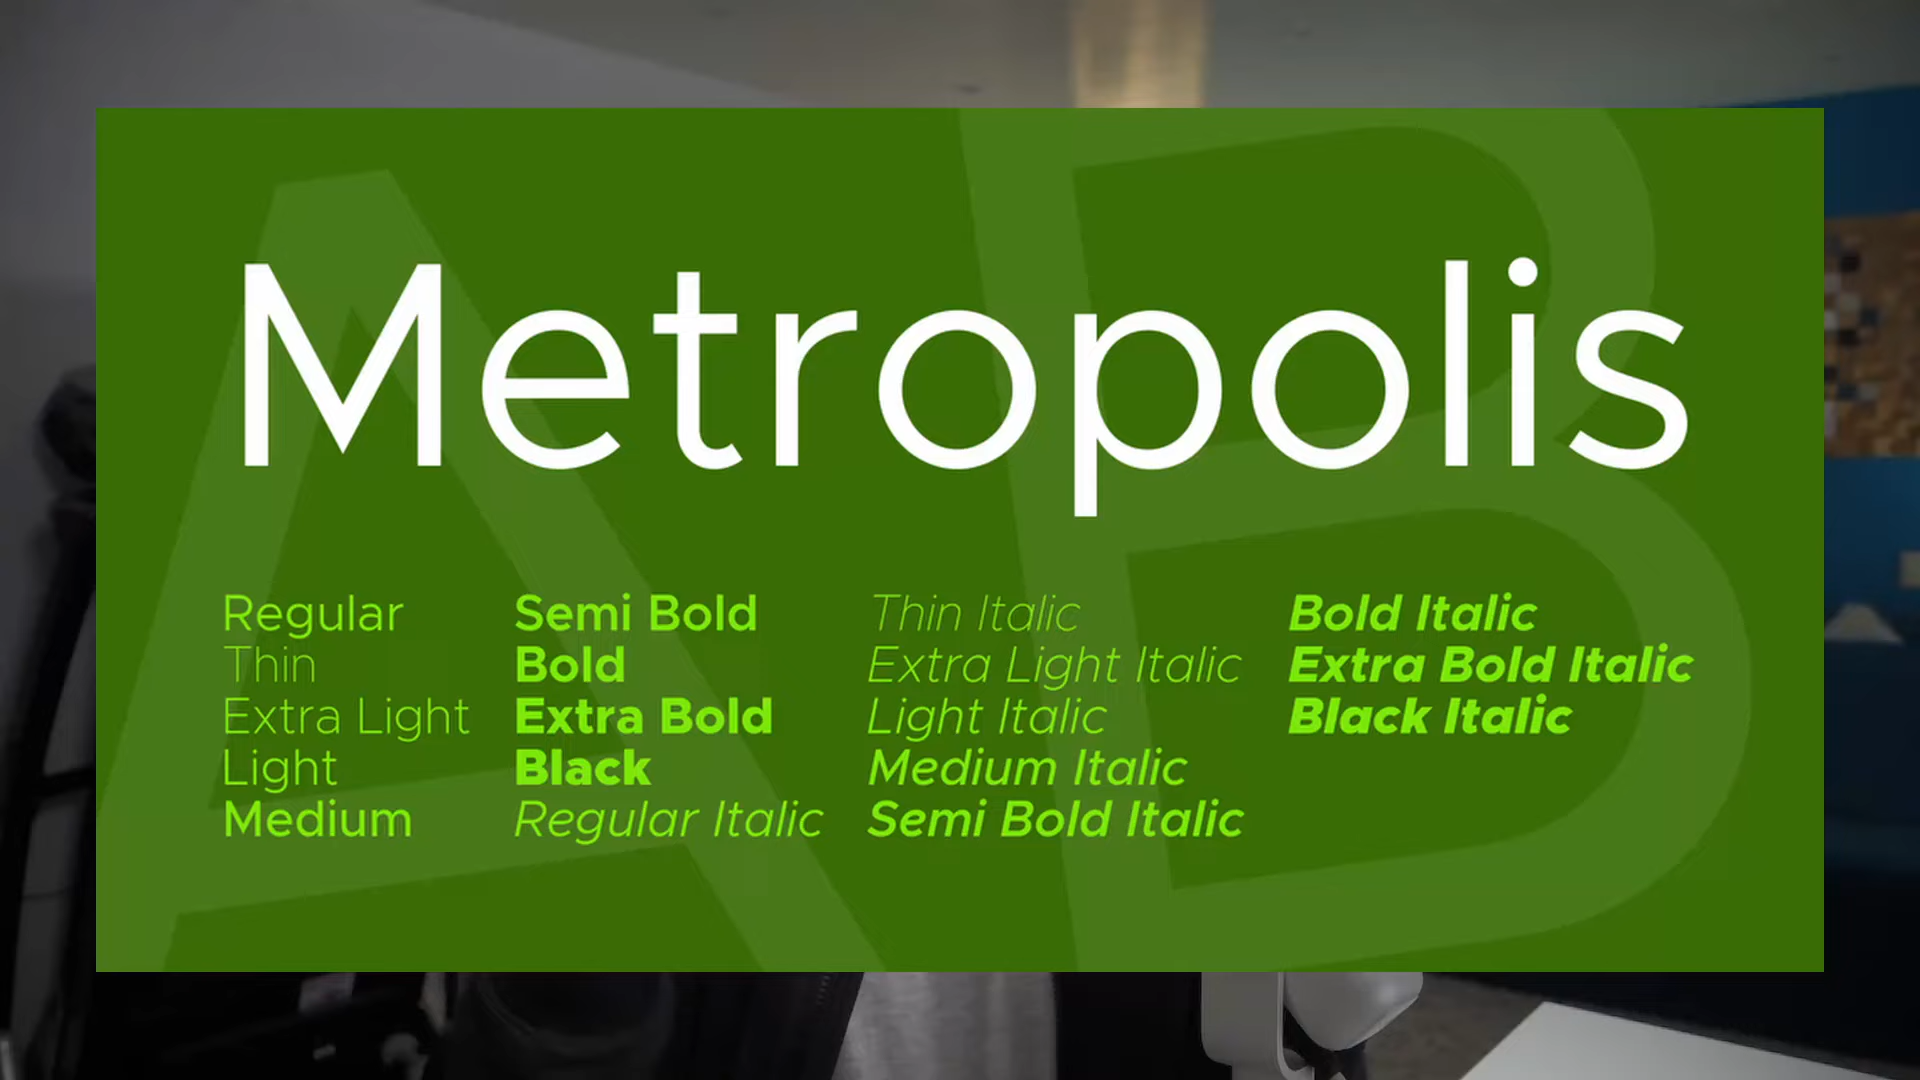 Metropolis
Regular
Thin
Extra Light
Light
Medium
Semi Bold
Bold
Extra Bold
Black
Regular Italic
Thin Italic
Extra Light Italic
Light Italic
Medium Italic
Semi Bold Italic
Bold Italic
Extra Bold Italic
Black Italic
A
B